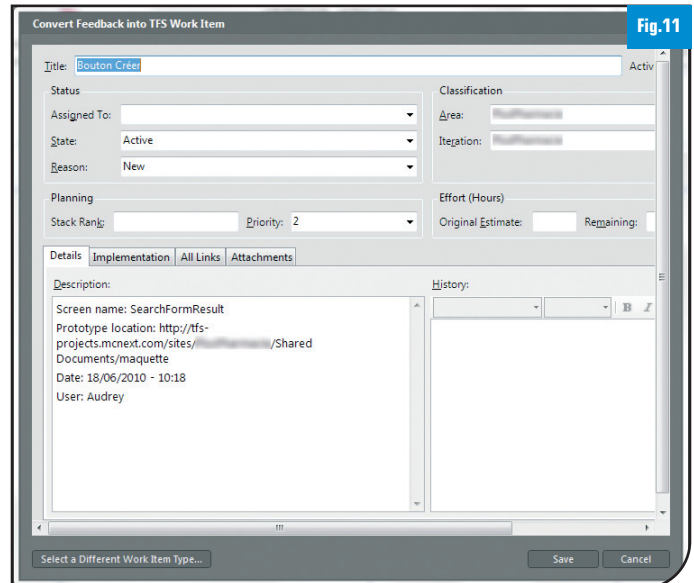 Convert Feedback into TFS Work Item
Fig.11
Title: Bouton Créer
Activ
Status
Assigned To:
State: Active
Reason: New
Classification
Area:
Iteration:
Planning
Stack Rank: Priority: 2
Effort (Hours)
Original Estimate: Remaining:
Details Implementation All Links Attachments
Description:
Screen name: SearchFormResult
Prototype location: http://tfs-
projects.mcnext.com/sites/ /Shared
Documents/maquette
Date: 18/06/2010 - 10:18
User: Audrey
History:
B I
Select a Different Work Item Type...
Save Cancel